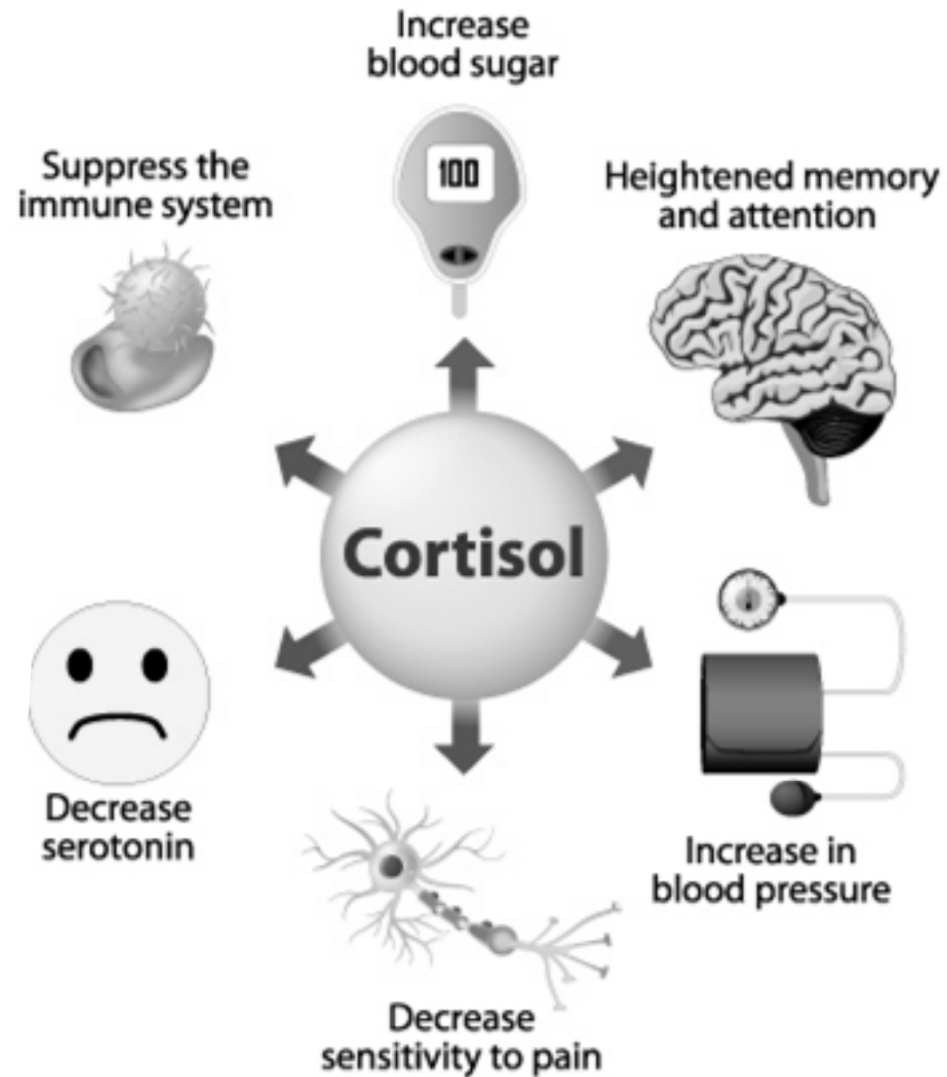 Increase
blood sugar
100
Suppress the
immune system
Heightened memory
and attention
Cortisol
Decrease
serotonin
Increase in
blood pressure
Decrease
sensitivity to pain